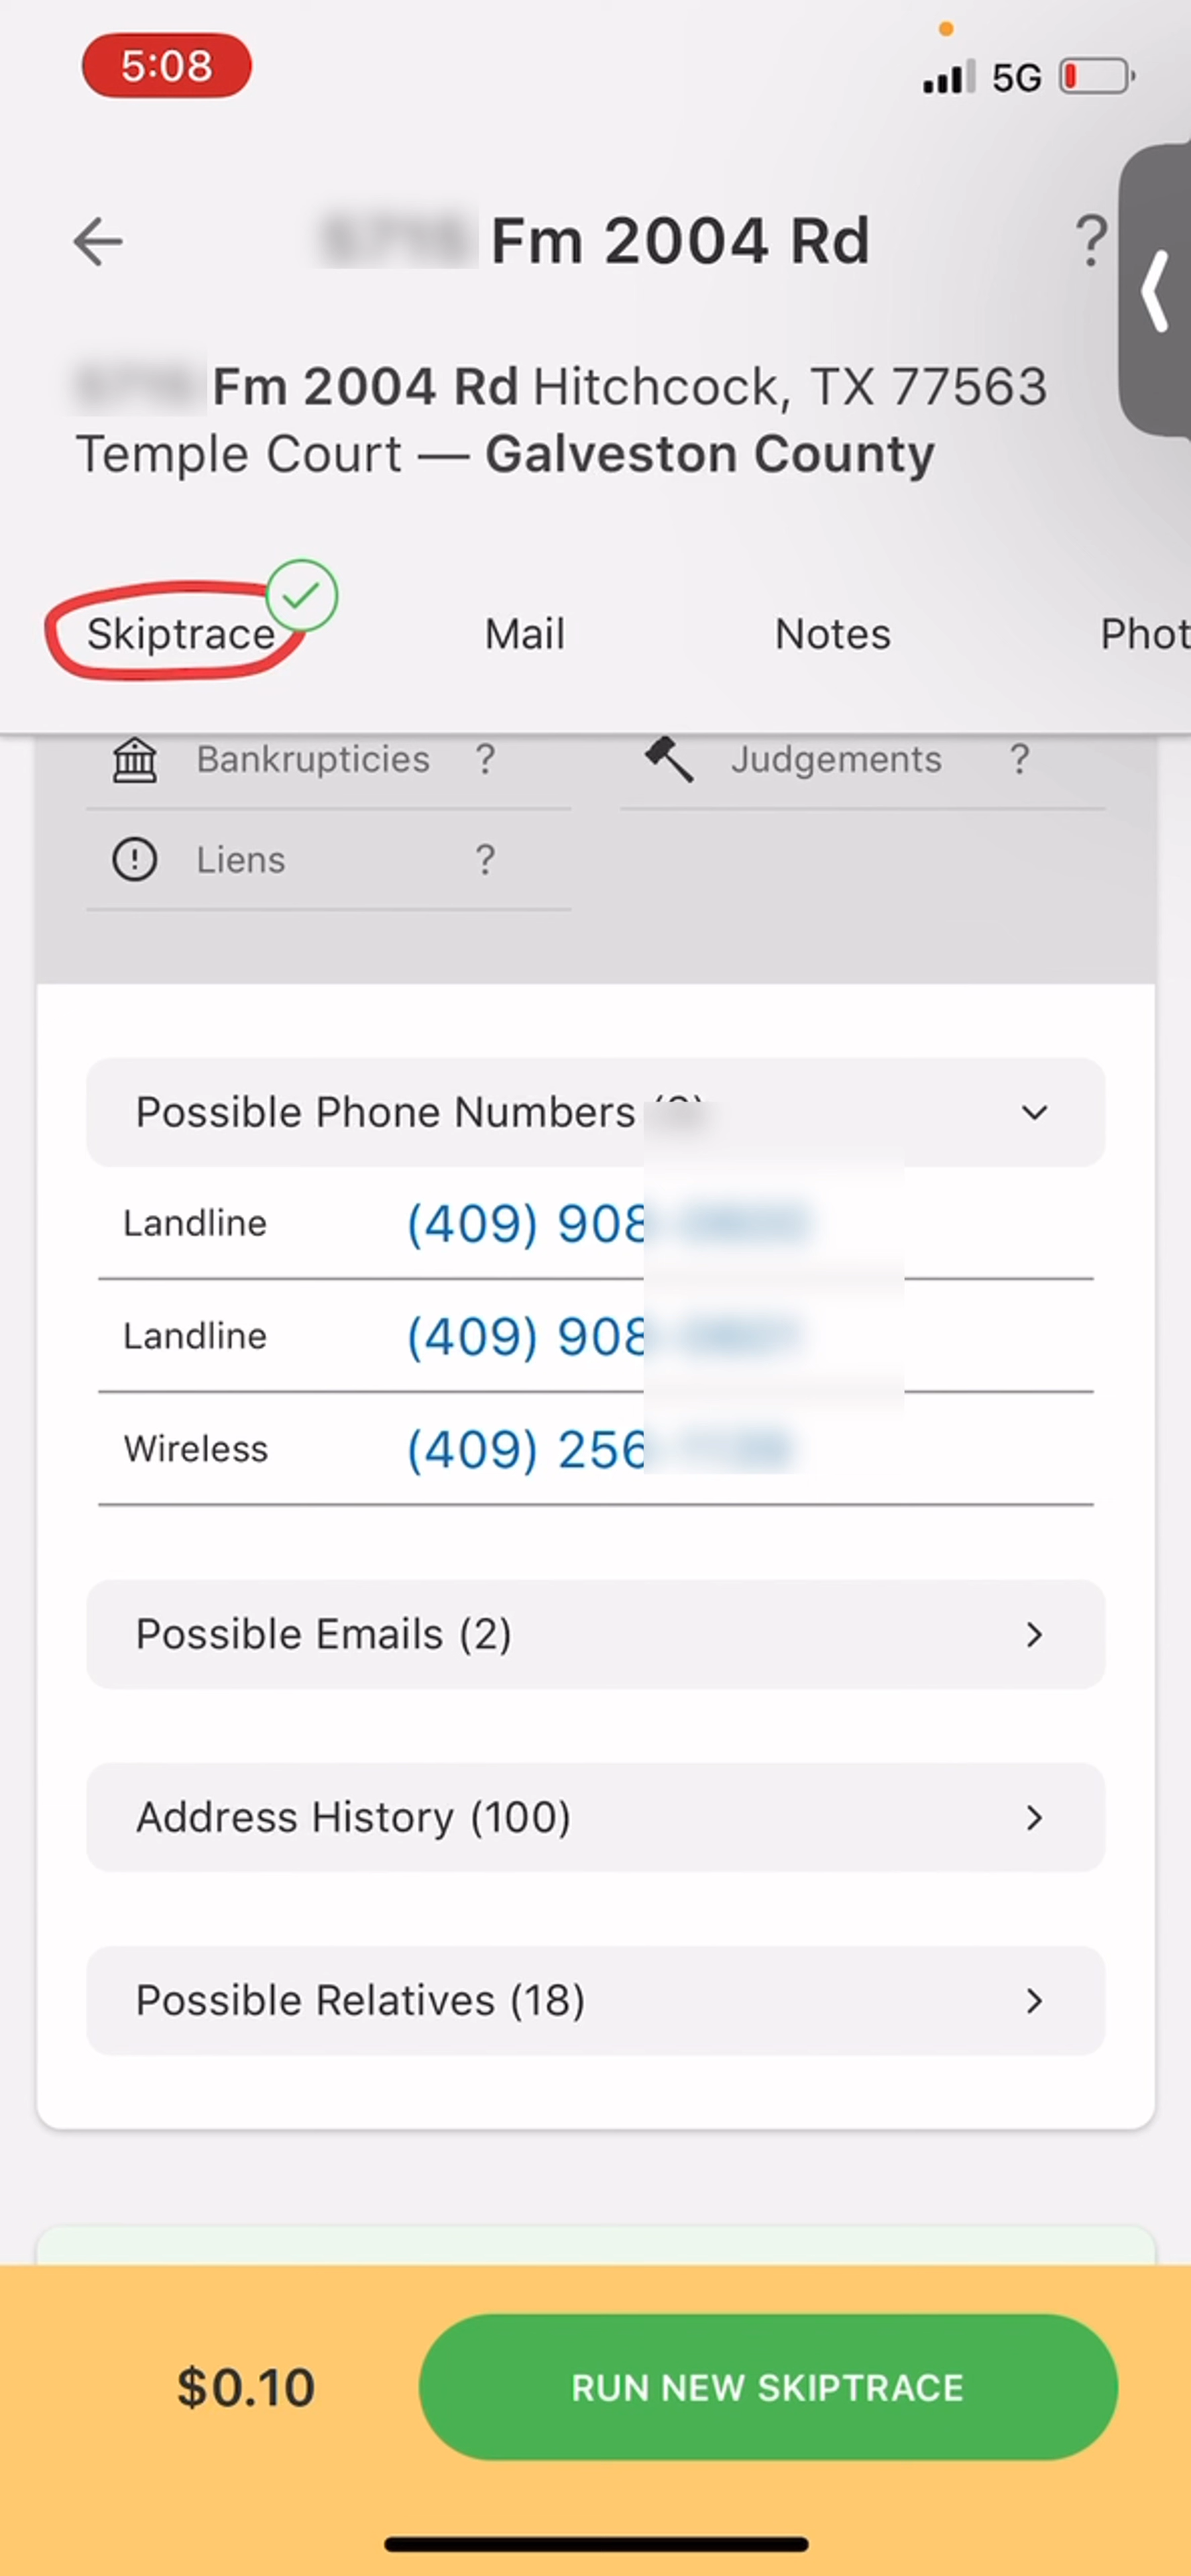 5:08
5G
Fm 2004 Rd
?
Fm 2004 Rd Hitchcock, TX 77563
Temple Court — Galveston County
Skiptrace
Mail
Notes
Phot
Bankrupticies ?
Judgements ?
Liens ?
Possible Phone Numbers
Landline (409) 908
Landline (409) 908
Wireless (409) 256
Possible Emails (2)
Address History (100)
Possible Relatives (18)
$0.10
RUN NEW SKIPTRACE